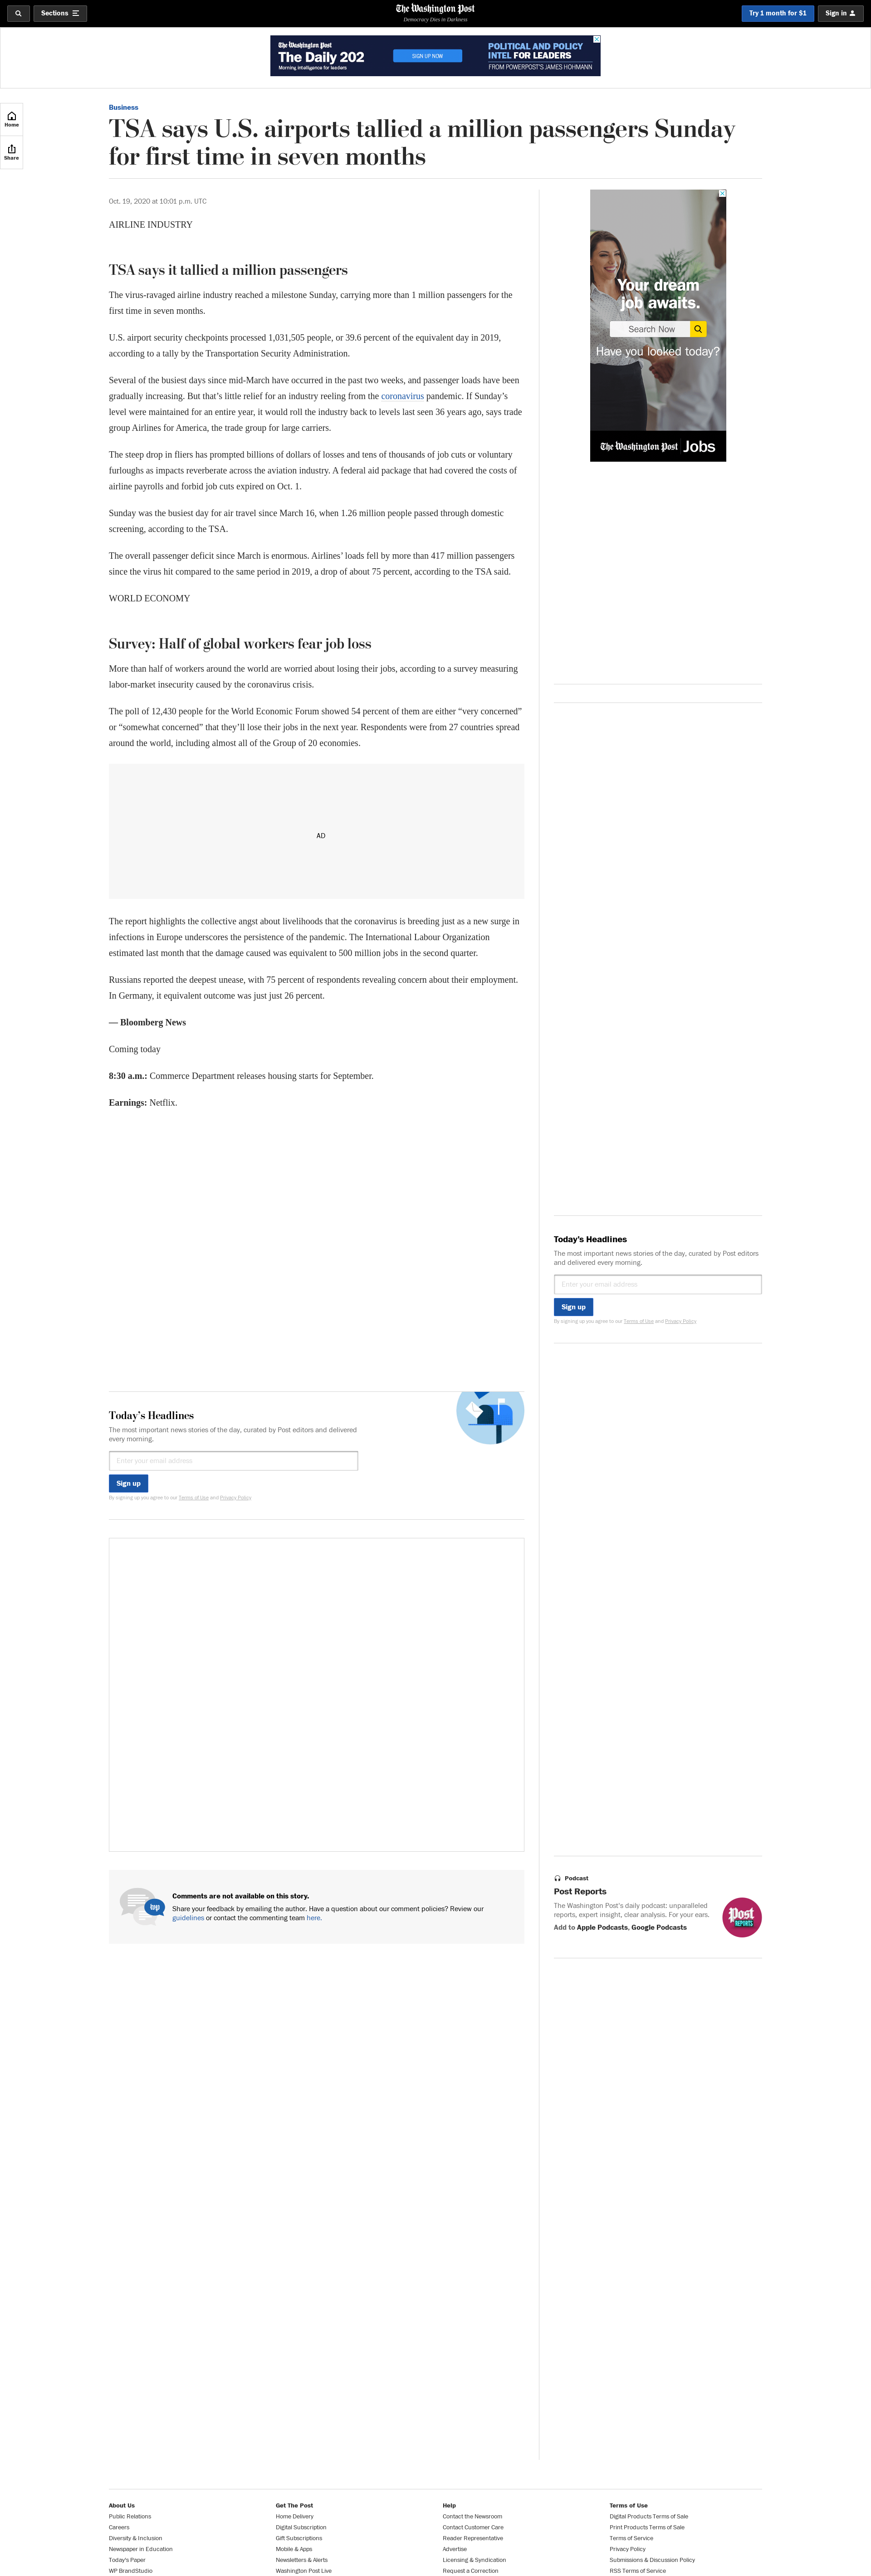 Sections
The Washington Post
Democracy Dies in Darkness
Try 1 month for $1
Sign in
The Washington Post
The Daily 202
Morning intelligence for leaders
SIGN UP NOW
POLITICAL AND POLICY
INTEL FOR LEADERS
FROM POWERPOST'S JAMES HOHMANN
Home
Share
Business
TSA says U.S. airports tallied a million passengers Sunday
for first time in seven months
Oct. 19, 2020 at 10:01 p.m. UTC
AIRLINE INDUSTRY
TSA says it tallied a million passengers
The virus-ravaged airline industry reached a milestone Sunday, carrying more than 1 million passengers for the
first time in seven months.
U.S. airport security checkpoints processed 1,031,505 people, or 39.6 percent of the equivalent day in 2019,
according to a tally by the Transportation Security Administration.
Several of the busiest days since mid-March have occurred in the past two weeks, and passenger loads have been
gradually increasing. But that’s little relief for an industry reeling from the coronavirus pandemic. If Sunday’s
level were maintained for an entire year, it would roll the industry back to levels last seen 36 years ago, says trade
group Airlines for America, the trade group for large carriers.
The steep drop in fliers has prompted billions of dollars of losses and tens of thousands of job cuts or voluntary
furloughs as impacts reverberate across the aviation industry. A federal aid package that had covered the costs of
airline payrolls and forbid job cuts expired on Oct. 1.
Sunday was the busiest day for air travel since March 16, when 1.26 million people passed through domestic
screening, according to the TSA.
The overall passenger deficit since March is enormous. Airlines’ loads fell by more than 417 million passengers
since the virus hit compared to the same period in 2019, a drop of about 75 percent, according to the TSA said.
WORLD ECONOMY
Survey: Half of global workers fear job loss
More than half of workers around the world are worried about losing their jobs, according to a survey measuring
labor-market insecurity caused by the coronavirus crisis.
The poll of 12,430 people for the World Economic Forum showed 54 percent of them are either “very concerned”
or “somewhat concerned” that they’ll lose their jobs in the next year. Respondents were from 27 countries spread
around the world, including almost all of the Group of 20 economies.
AD
The report highlights the collective angst about livelihoods that the coronavirus is breeding just as a new surge in
infections in Europe underscores the persistence of the pandemic. The International Labour Organization
estimated last month that the damage caused was equivalent to 500 million jobs in the second quarter.
Russians reported the deepest unease, with 75 percent of respondents revealing concern about their employment.
In Germany, it equivalent outcome was just just 26 percent.
— Bloomberg News
Coming today
8:30 a.m.: Commerce Department releases housing starts for September.
Earnings: Netflix.
Today’s Headlines
The most important news stories of the day, curated by Post editors and delivered
every morning.
Enter your email address
Sign up
By signing up you agree to our Terms of Use and Privacy Policy
wp
Comments are not available on this story.
Share your feedback by emailing the author. Have a question about our comment policies? Review our
guidelines or contact the commenting team here.
Your dream
job awaits.
Search Now
Have you looked today?
The Washington Post Jobs
Today’s Headlines
The most important news stories of the day, curated by Post editors
and delivered every morning.
Enter your email address
Sign up
By signing up you agree to our Terms of Use and Privacy Policy
Podcast
Post Reports
The Washington Post’s daily podcast: unparalleled
reports, expert insight, clear analysis. For your ears.
Add to Apple Podcasts, Google Podcasts
Post
REPORTS
About Us
Public Relations
Careers
Diversity & Inclusion
Newspaper in Education
Today's Paper
WP BrandStudio
Get The Post
Home Delivery
Digital Subscription
Gift Subscriptions
Mobile & Apps
Newsletters & Alerts
Washington Post Live
Help
Contact the Newsroom
Contact Customer Care
Reader Representative
Advertise
Licensing & Syndication
Request a Correction
Terms of Use
Digital Products Terms of Sale
Print Products Terms of Sale
Terms of Service
Privacy Policy
Submissions & Discussion Policy
RSS Terms of Service